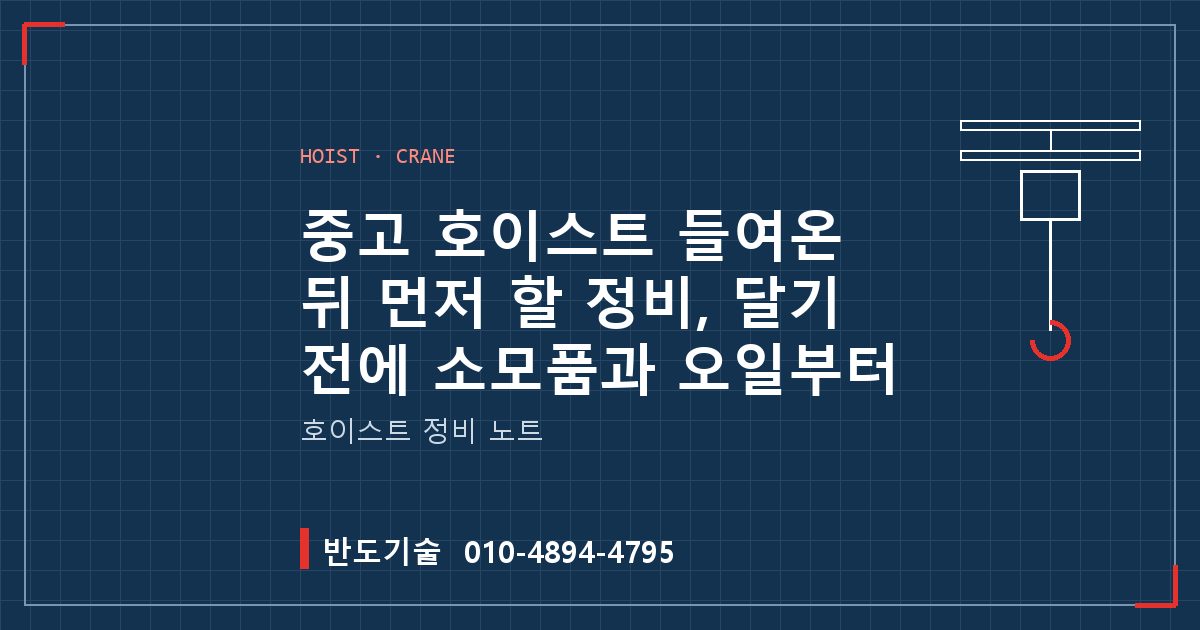 HOIST · CRANE
중고 호이스트 들여온
뒤 먼저 할 정비, 달기
전에 소모품과 오일부터
호이스트 정비 노트
반도기술 010-4894-4795